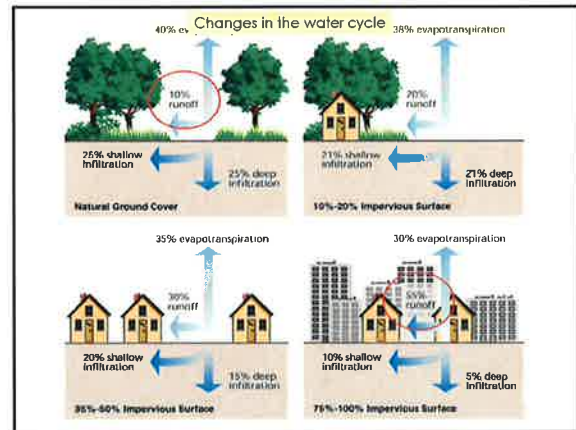 Changes in the water cycle
40% evapotranspiration
10%
runoff
25% shallow
infiltration
25% deep
infiltration
Natural Ground Cover
38% evapotranspiration
20%
runoff
21% shallow
infiltration
21% deep
infiltration
10%-20% Impervious Surface
35% evapotranspiration
30%
runoff
20% shallow
infiltration
15% deep
infiltration
35%-50% Impervious Surface
30% evapotranspiration
55%
runoff
10% shallow
infiltration
5% deep
infiltration
75%-100% Impervious Surface